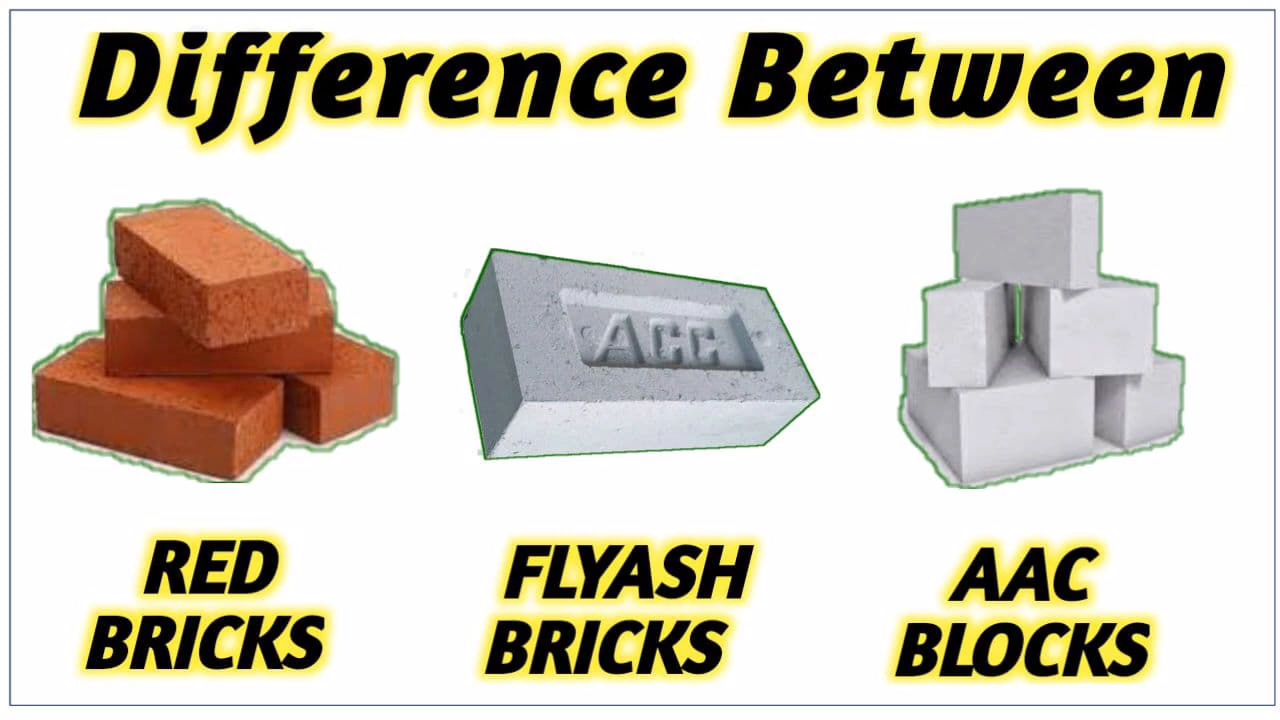 Difference Between
ACC
RED
BRICKS
FLYASH
BRICKS
AAC
BLOCKS